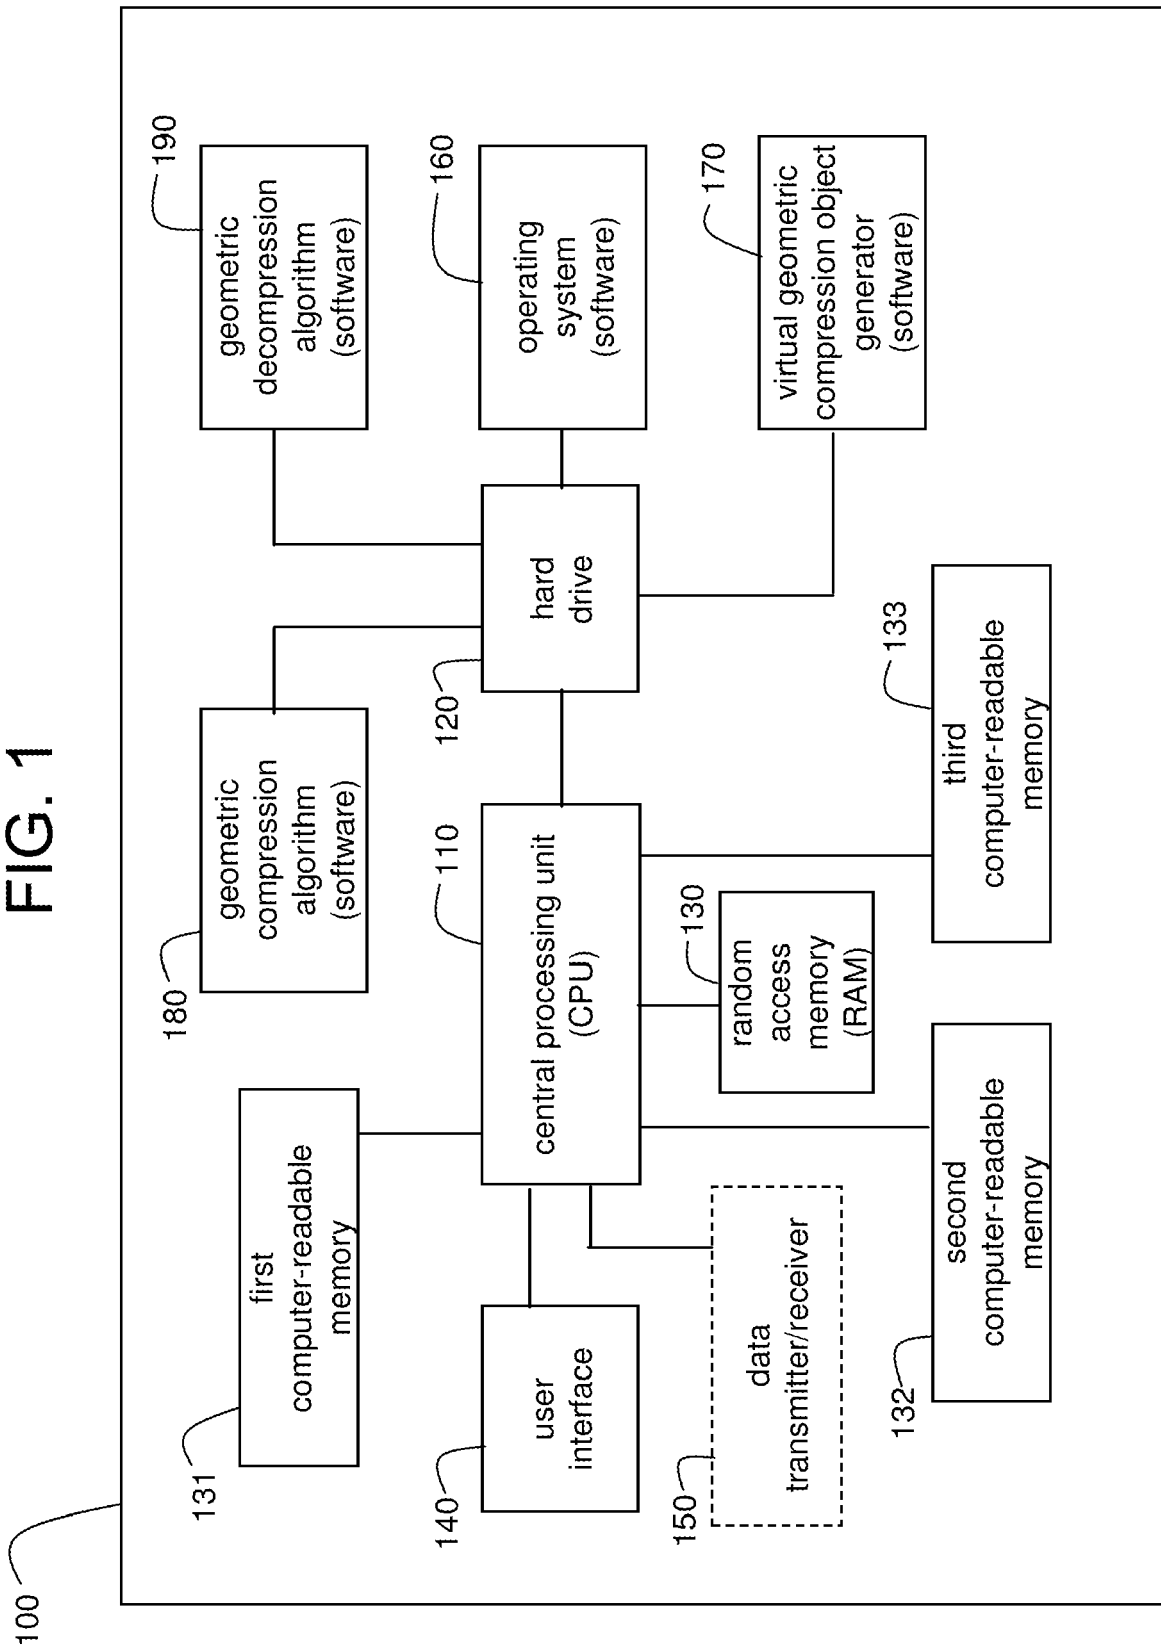 FIG. 1
100
131
first
computer-readable
memory
180
geometric
compression
algorithm
(software)
190
geometric
decompression
algorithm
(software)
140
user
interface
110
central processing unit
(CPU)
120
hard
drive
160
operating
system
(software)
150
data
transmitter/receiver
130
random
access
memory
(RAM)
170
virtual geometric
compression object
generator
(software)
132
second
computer-readable
memory
133
third
computer-readable
memory